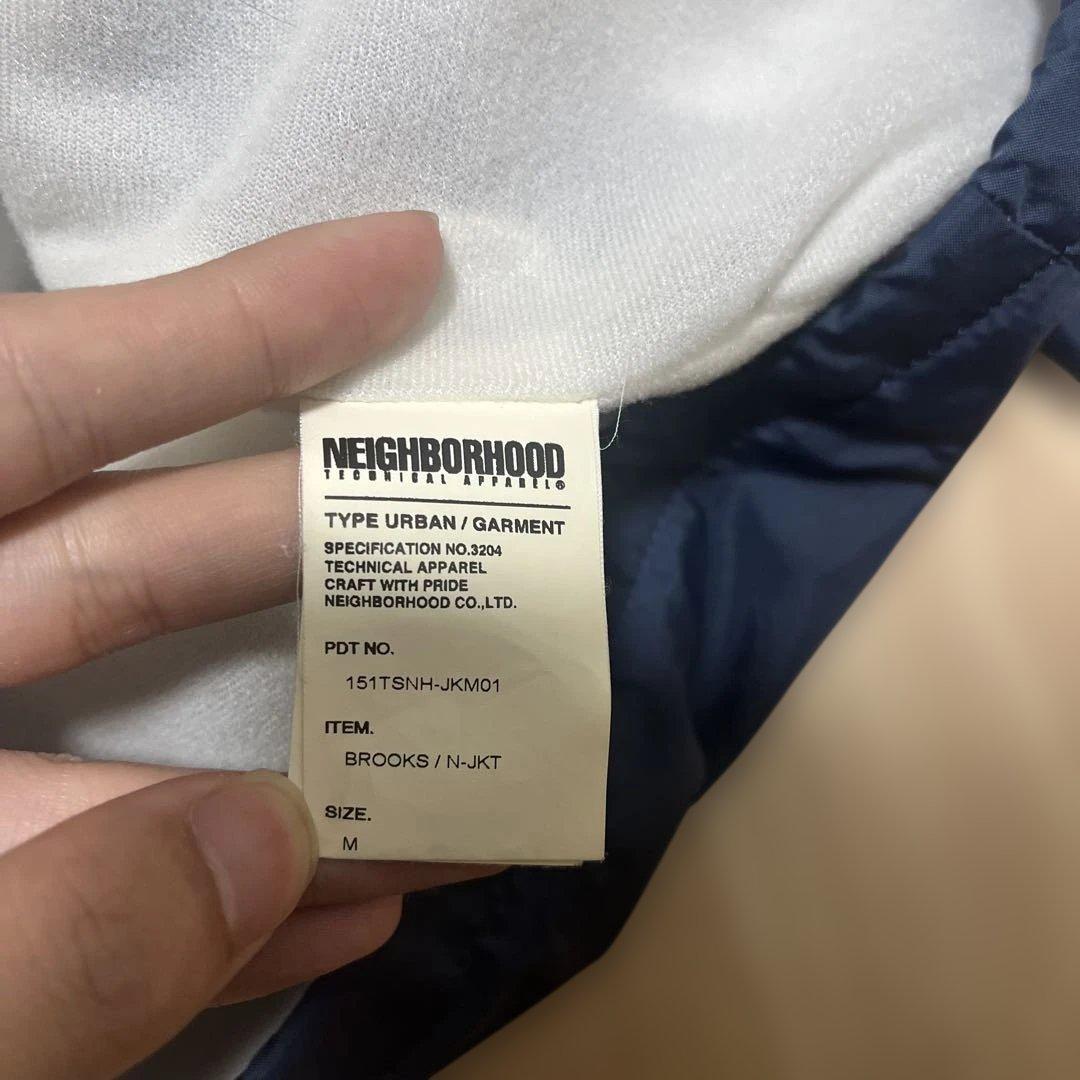 NEIGHBORHOOD
TECHNICAL APPAREL®
TYPE URBAN / GARMENT
SPECIFICATION NO.3204
TECHNICAL APPAREL
CRAFT WITH PRIDE
NEIGHBORHOOD CO.,LTD.
PDT NO.
151TSNH-JKM01
ITEM.
BROOKS / N-JKT
SIZE.
M